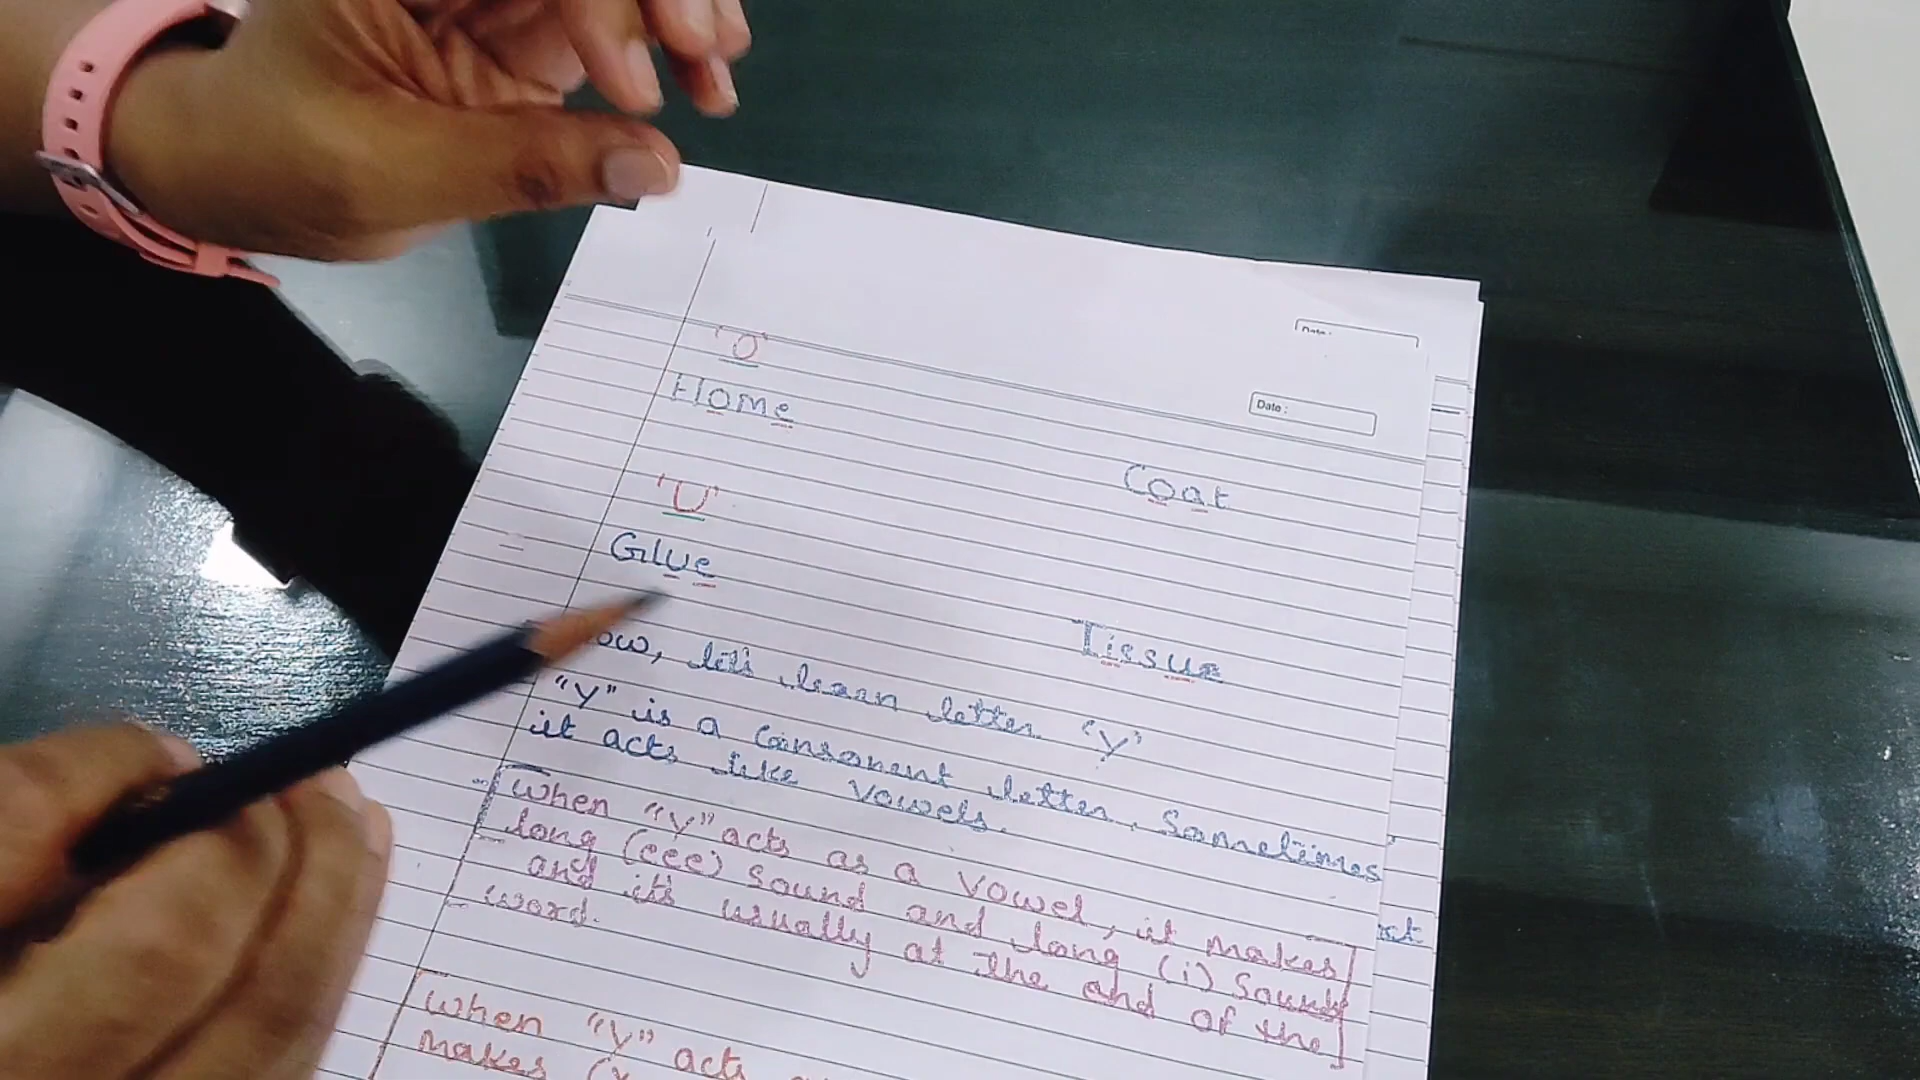 Date:
'O'
Home
Coat
'U'
Glue
Tissue
let's learn letter 'y'
"y" is a Consonent letter, Sometimes
it acts like Vowels.
When "y" acts as a vowel, it makes
long (eee) Sound and long (i) Sound
and it's usually at the end of the
word.
When "y" acts
makes